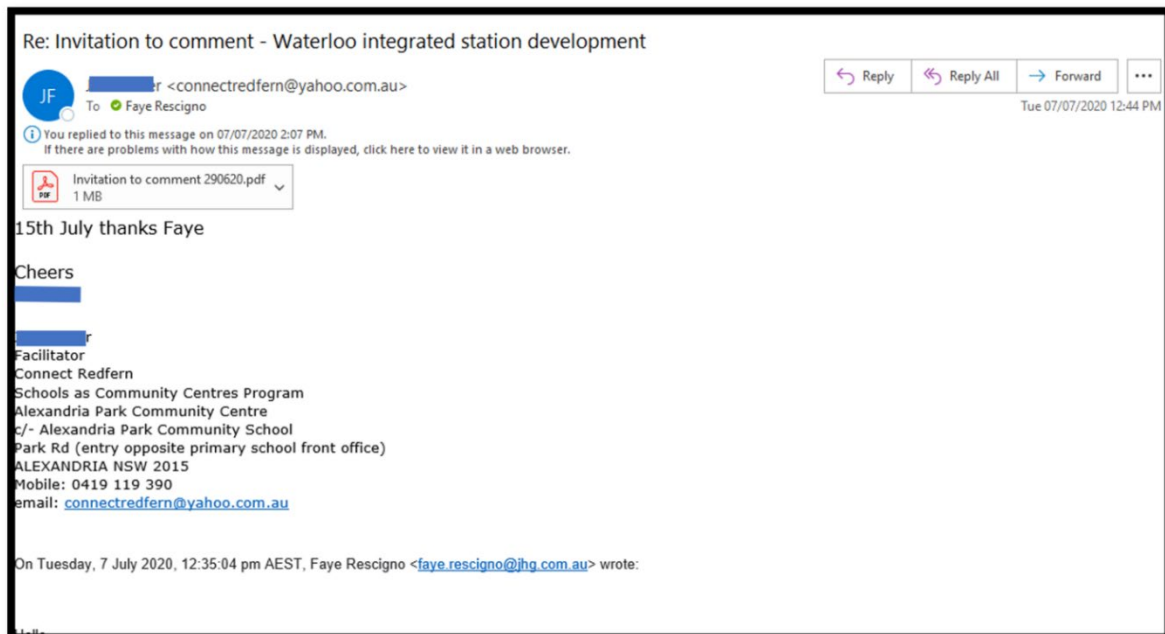 Re: Invitation to comment - Waterloo integrated station development
JF
r <connectredfern@yahoo.com.au>
To Faye Rescigno
Reply
Reply All
Forward
Tue 07/07/2020 12:44 PM
You replied to this message on 07/07/2020 2:07 PM.
If there are problems with how this message is displayed, click here to view it in a web browser.
PDF
Invitation to comment 290620.pdf
1 MB
15th July thanks Faye
Cheers
r
Facilitator
Connect Redfern
Schools as Community Centres Program
Alexandria Park Community Centre
c/- Alexandria Park Community School
Park Rd (entry opposite primary school front office)
ALEXANDRIA NSW 2015
Mobile: 0419 119 390
email: connectredfern@yahoo.com.au
On Tuesday, 7 July 2020, 12:35:04 pm AEST, Faye Rescigno <faye.rescigno@jhg.com.au> wrote: